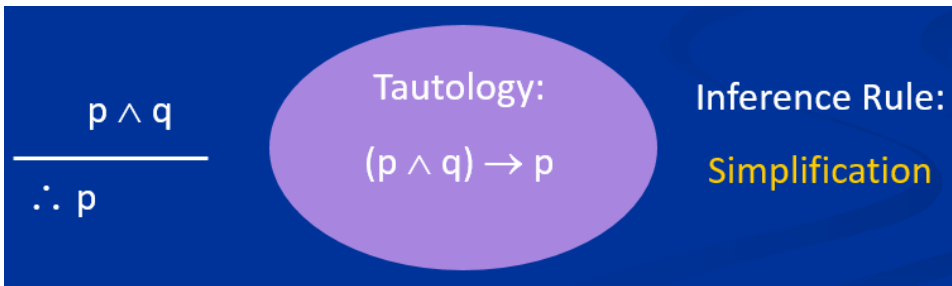 p ∧ q
∴ p
Tautology:
(p ∧ q) → p
Inference Rule:
Simplification